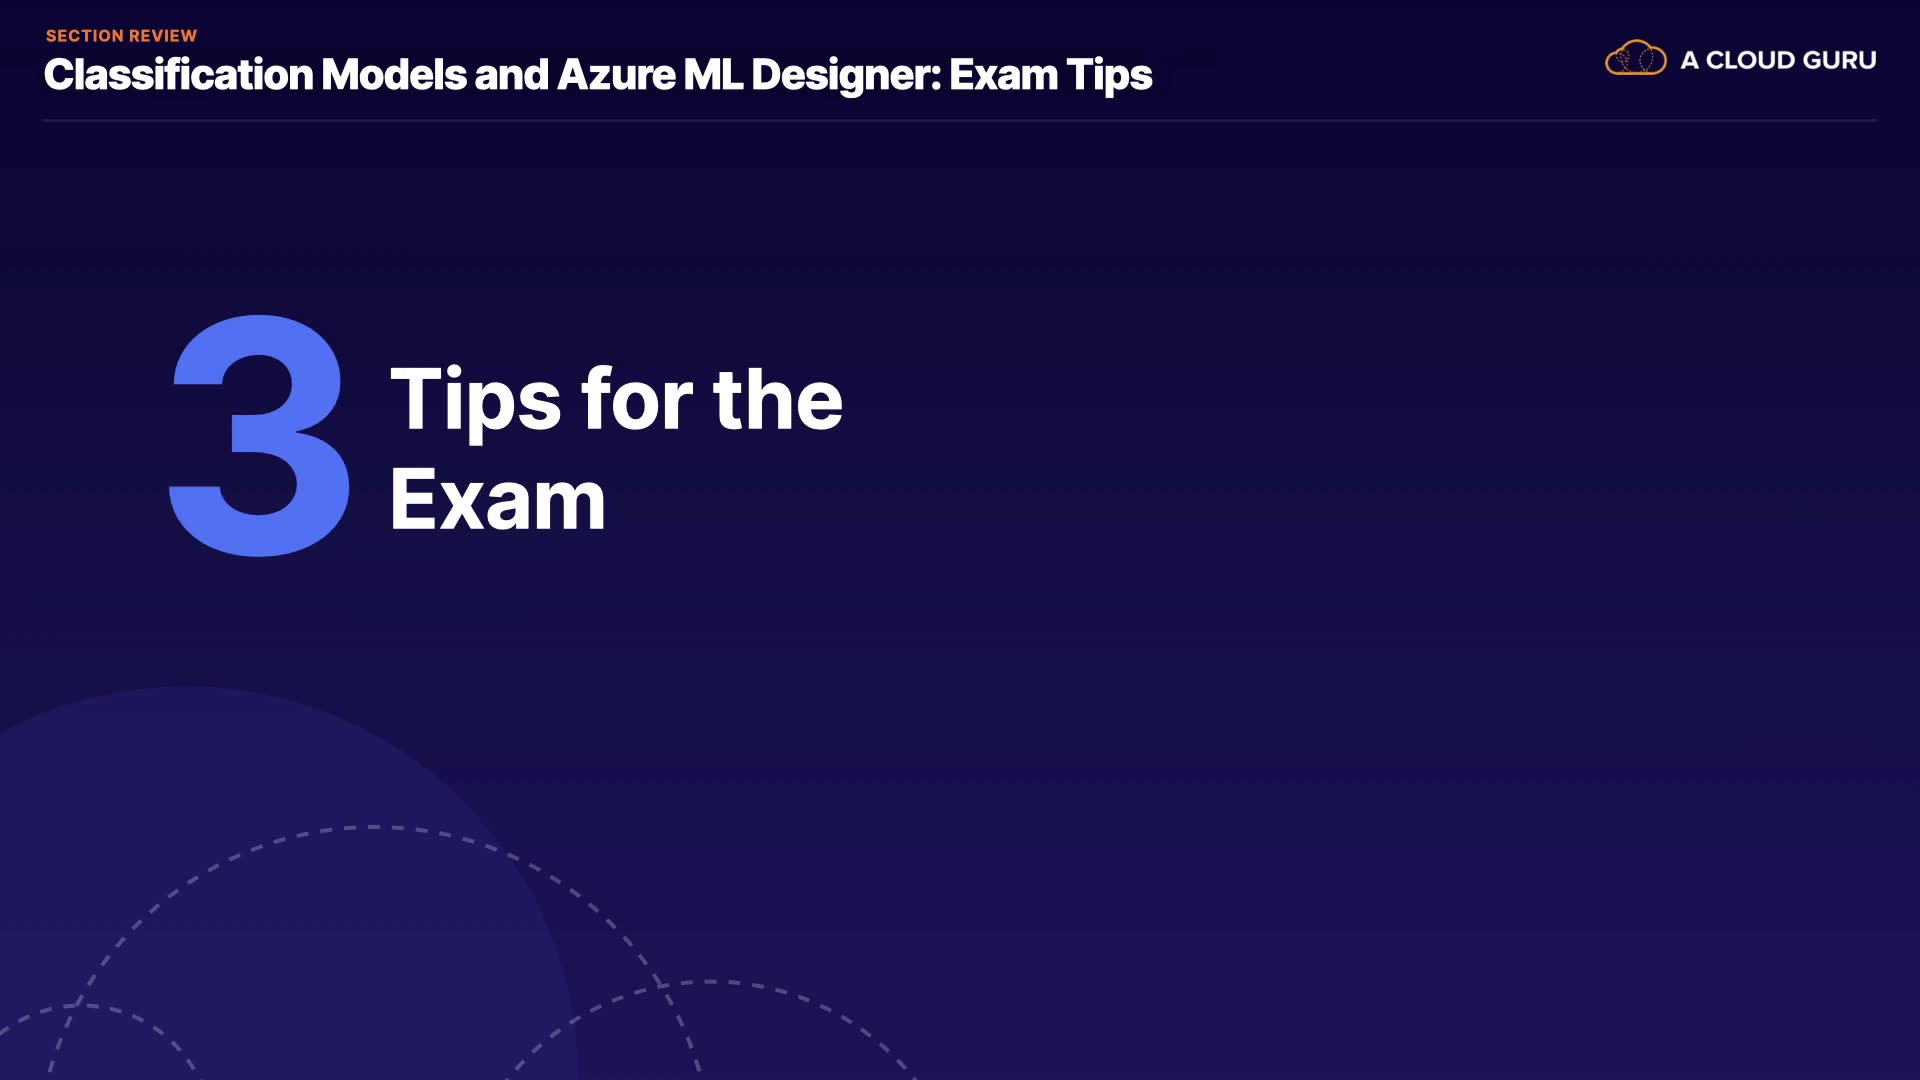 SECTION REVIEW
Classification Models and Azure ML Designer: Exam Tips
A CLOUD GURU
3
Tips for the
Exam